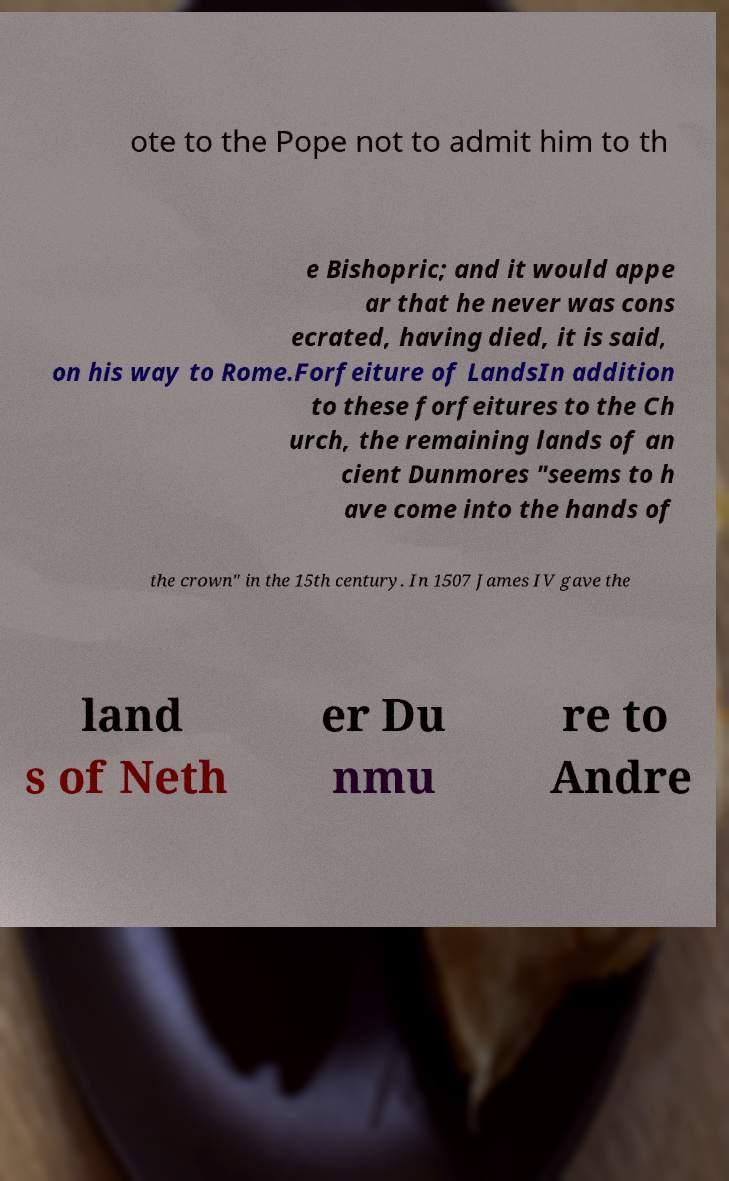 ote to the Pope not to admit him to th
e Bishopric; and it would appe
ar that he never was cons
ecrated, having died, it is said,
on his way to Rome.Forfeiture of LandsIn addition
to these forfeitures to the Ch
urch, the remaining lands of an
cient Dunmores "seems to h
ave come into the hands of
the crown" in the 15th century. In 1507 James IV gave the
land
s of Neth
er Du
nmu
re to
Andre